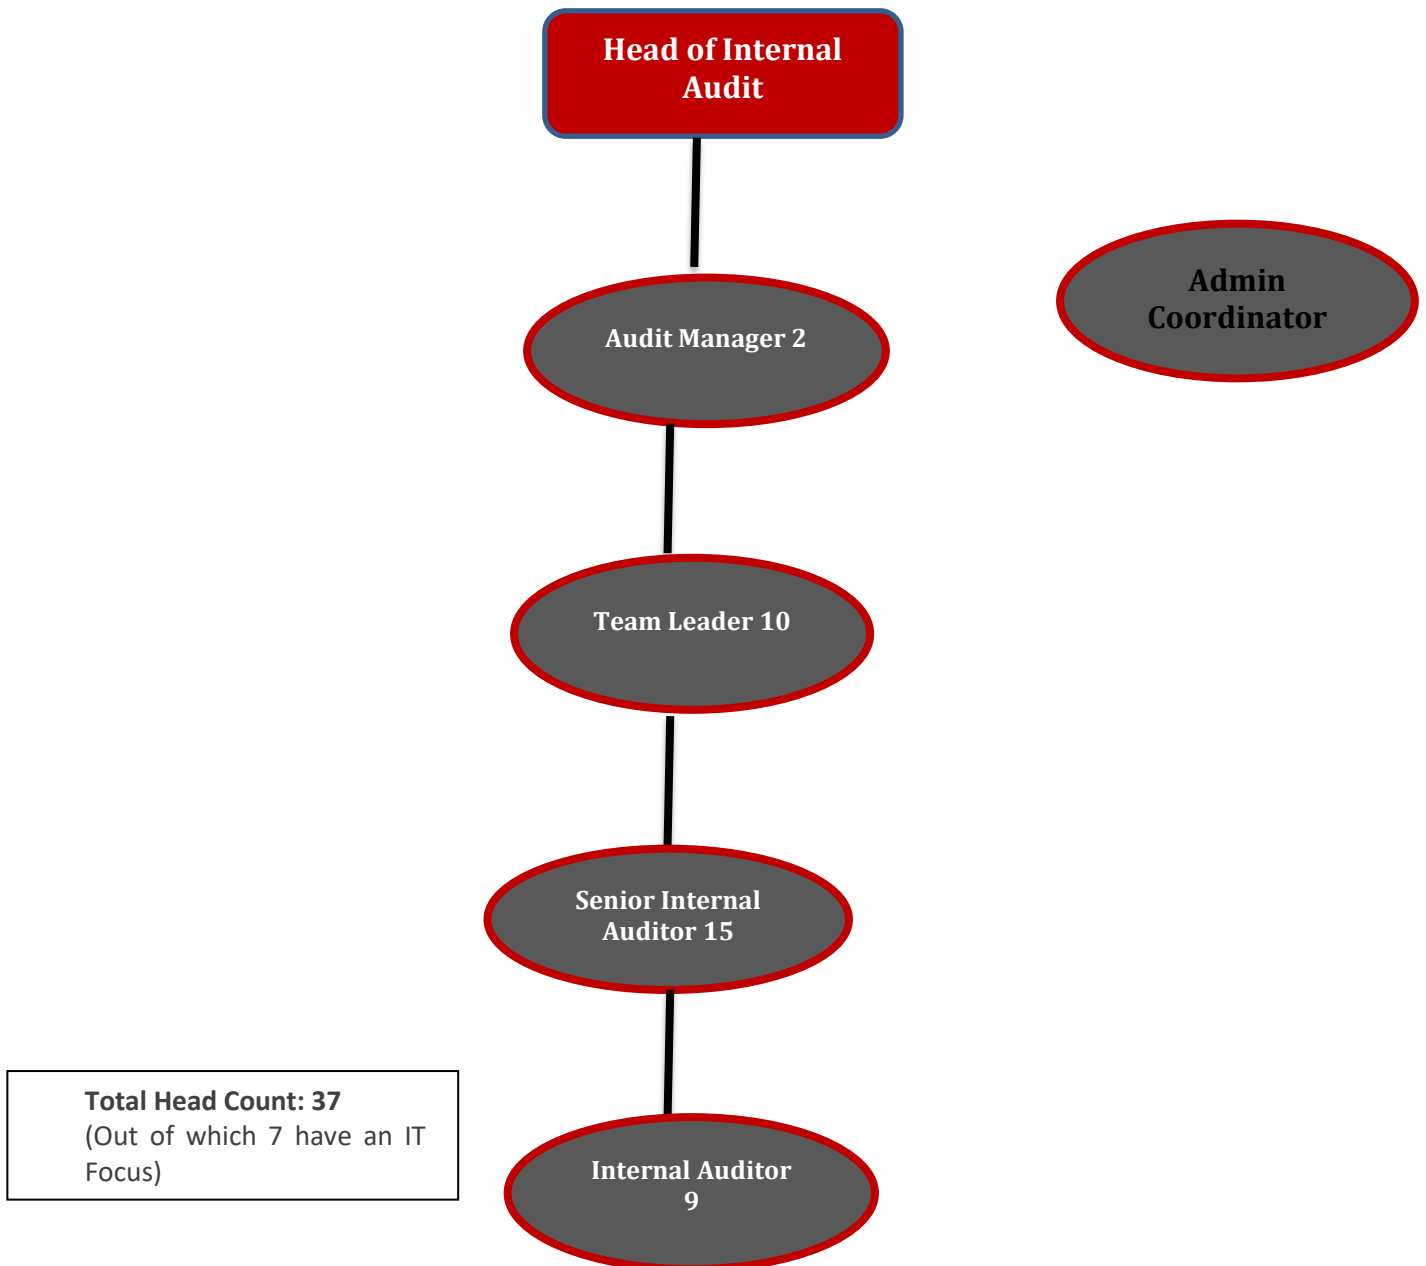 Head of Internal
Audit
Admin
Coordinator
Audit Manager 2
Team Leader 10
Senior Internal
Auditor 15
Total Head Count: 37
(Out of which 7 have an IT
Focus)
Internal Auditor
9